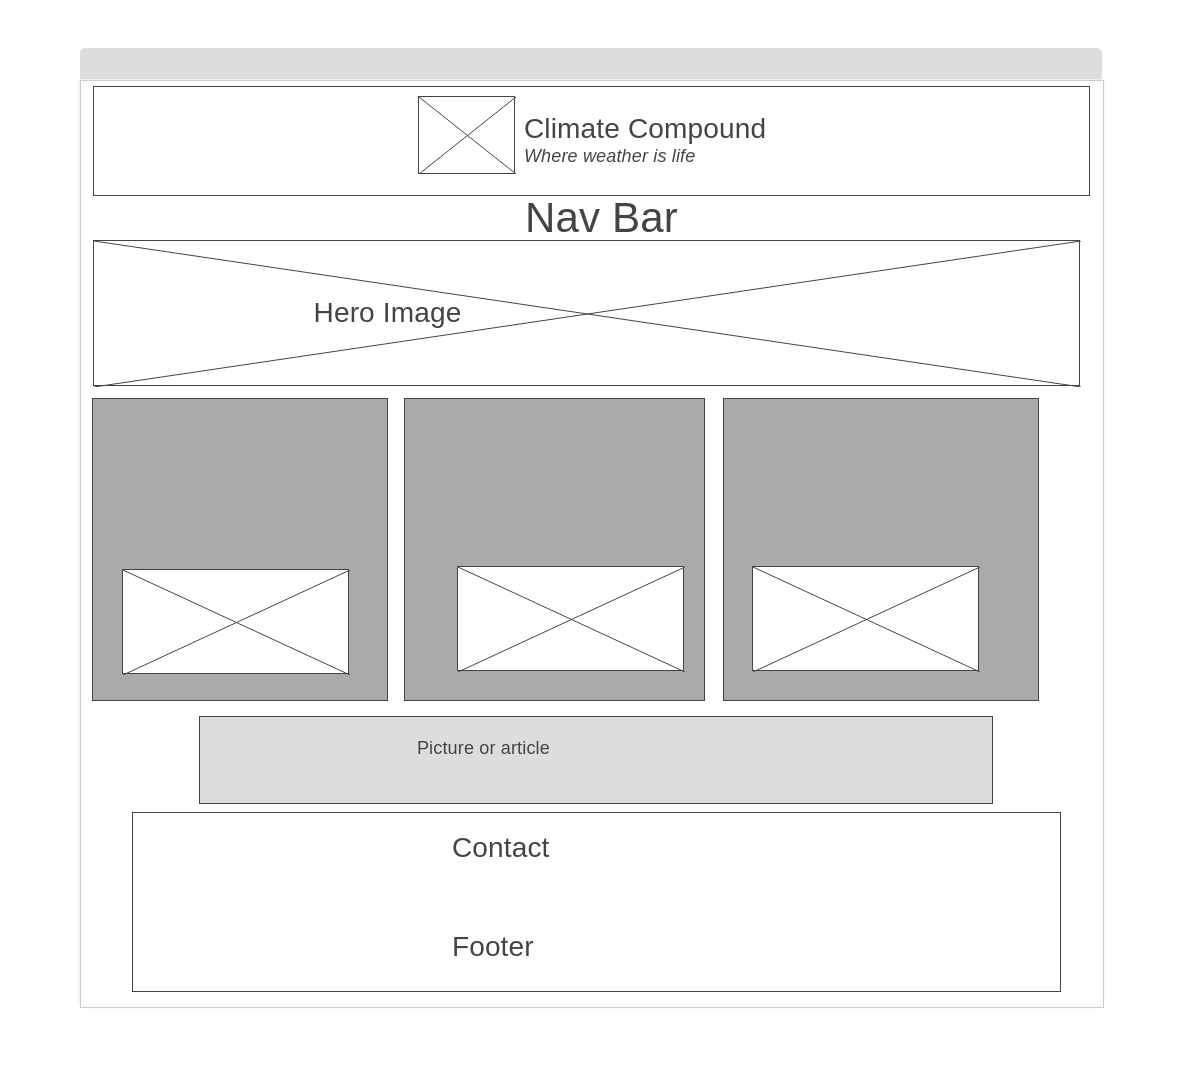 Climate Compound
Where weather is life
Nav Bar
Hero Image
Picture or article
Contact
Footer